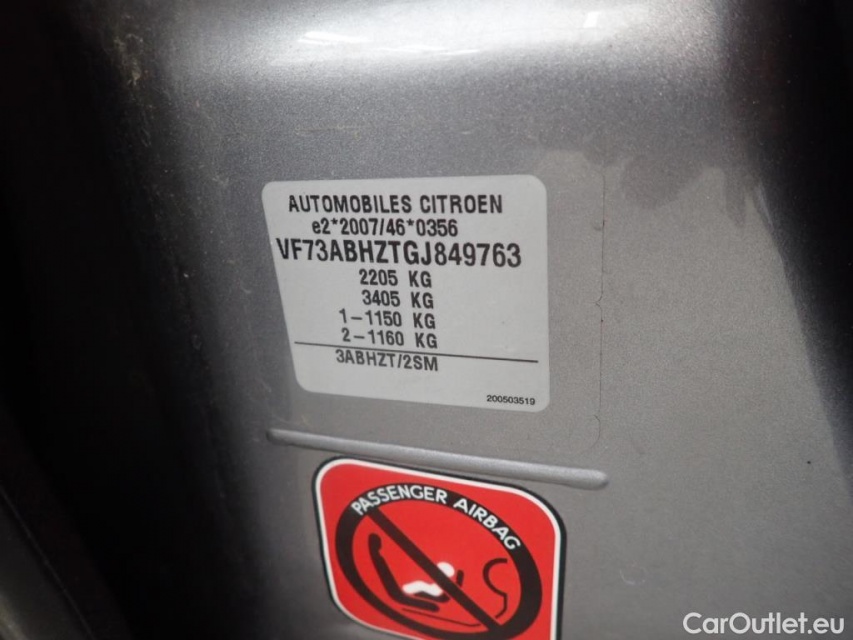 AUTOMOBILES CITROEN
e2*2007/46*0356
VF73ABHZTGJ849763
2205 KG
3405 KG
1-1150 KG
2-1160 KG
3ABHZT/2SM
200503519
PASSENGER AIRBAG
CarOutlet.eu